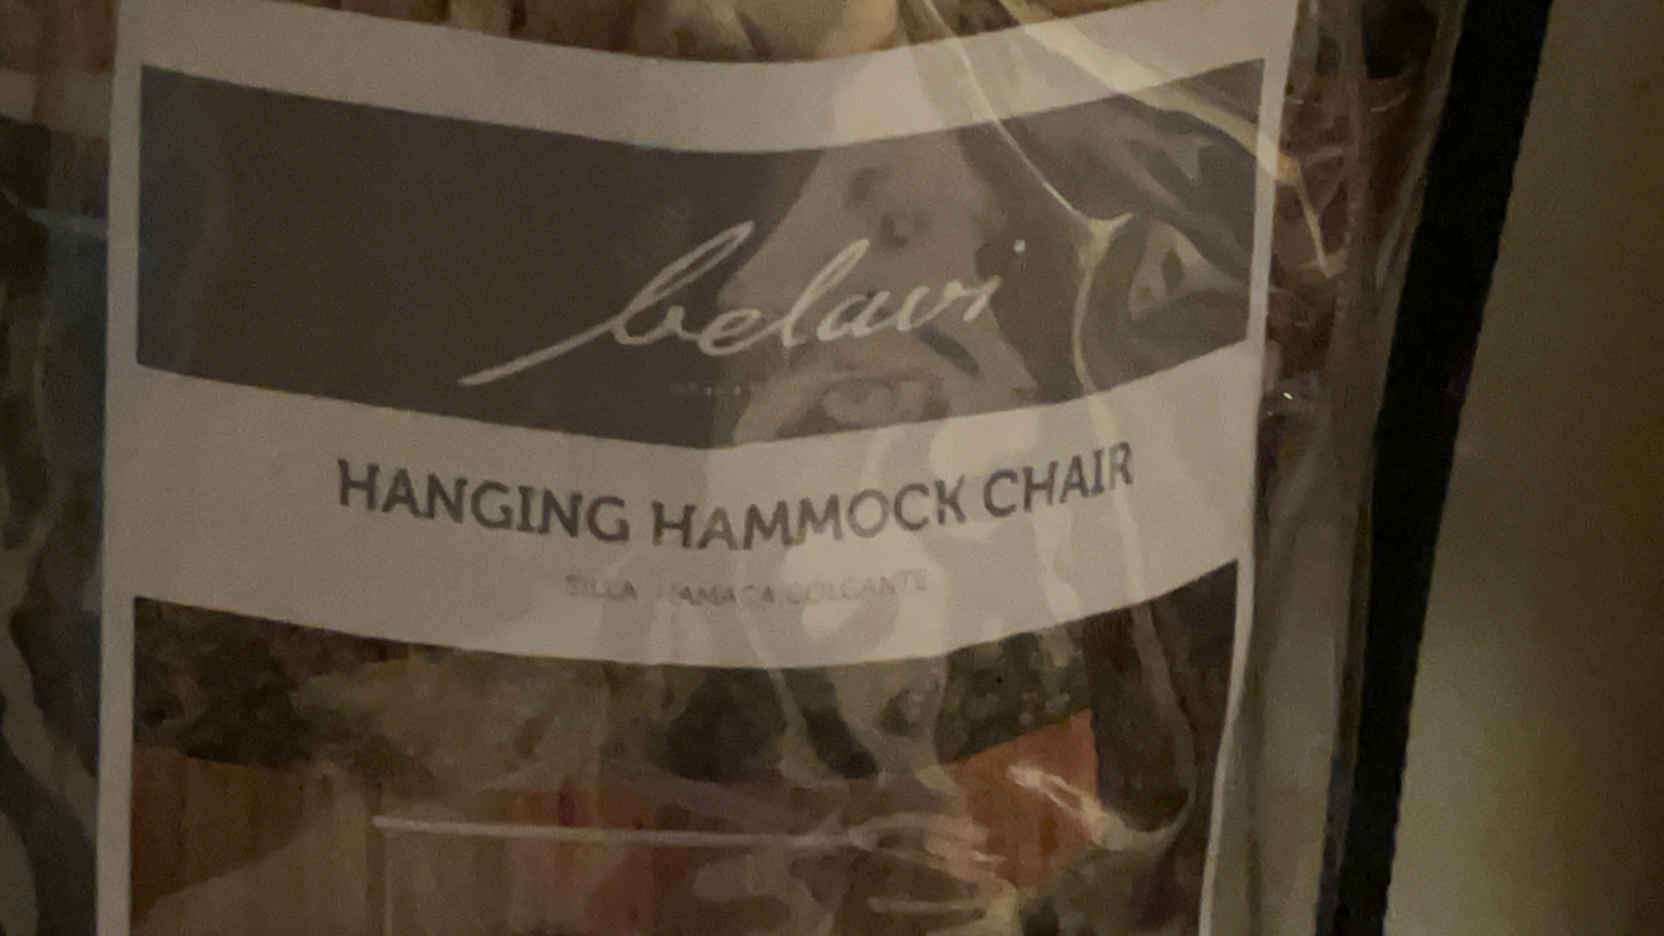 belavi
HANGING HAMMOCK CHAIR
SILLA HAMACA COLGANTE